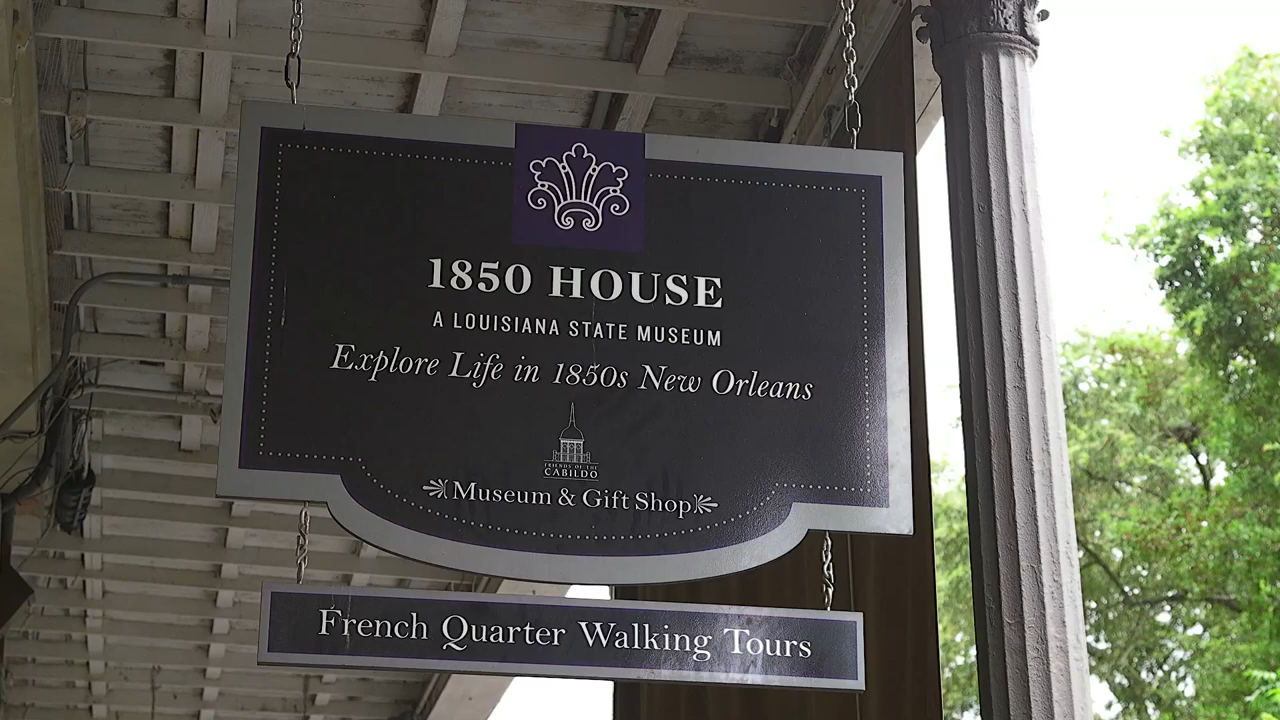 1850 HOUSE
A LOUISIANA STATE MUSEUM
Explore Life in 1850s New Orleans
FRIENDS OF THE
CABILDO
Museum & Gift Shop
French Quarter Walking Tours